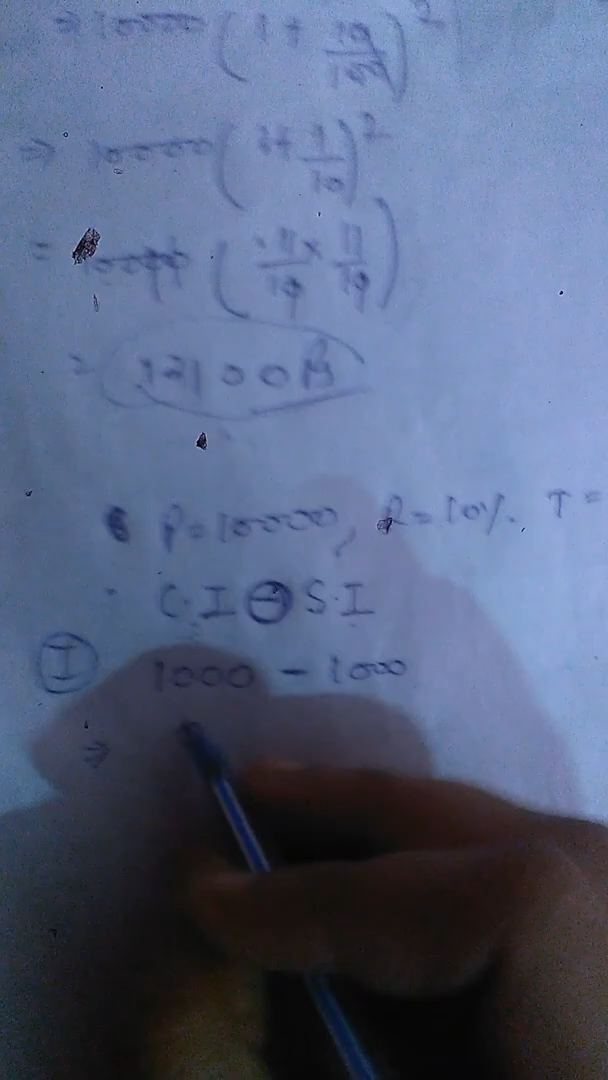 ⇒ 10000 ( 1 + 10/100 )²
⇒ 10000 ( 1 + 1/10 )²
= 10000 ( 11/10 × 11/10 )
= 12100 Rs
P = 10000, R = 10%. T =
C.I ⊖ S.I
I 1000 - 1000
⇒